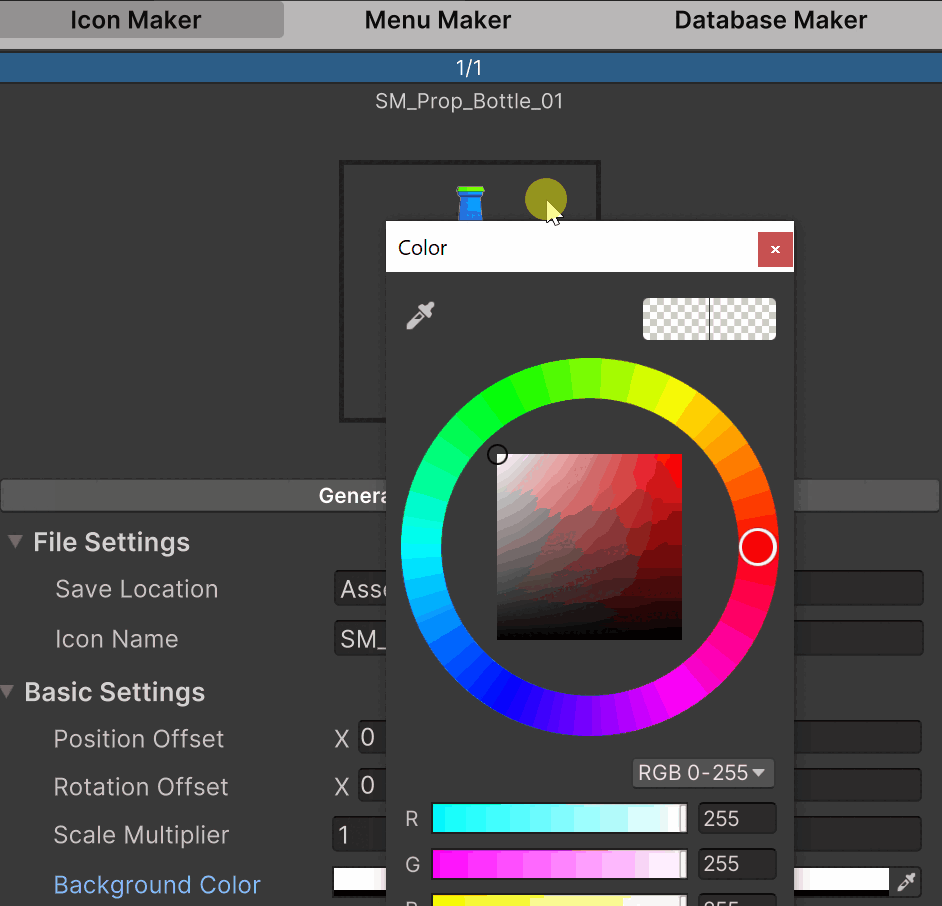 Icon Maker Menu Maker Database Maker
1/1
SM_Prop_Bottle_01
Color
x
Genera
File Settings
Save Location Asse
Icon Name SM_
Basic Settings
Position Offset X 0
Rotation Offset X 0
RGB 0-255
R 255
Scale Multiplier 1
G 255
Background Color